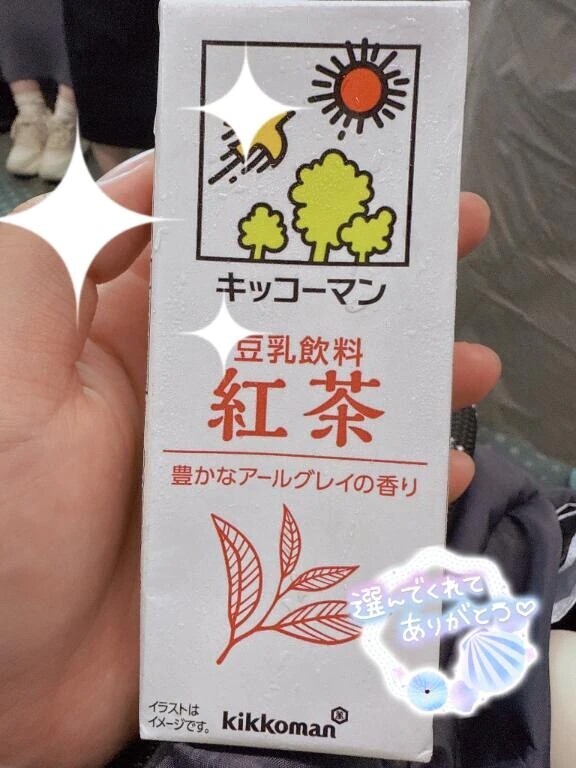 キッコーマン
豆乳飲料
紅茶
豊かなアールグレイの香り
選んでくれて
ありがとう♡
イラストは
イメージです。
kikkoman